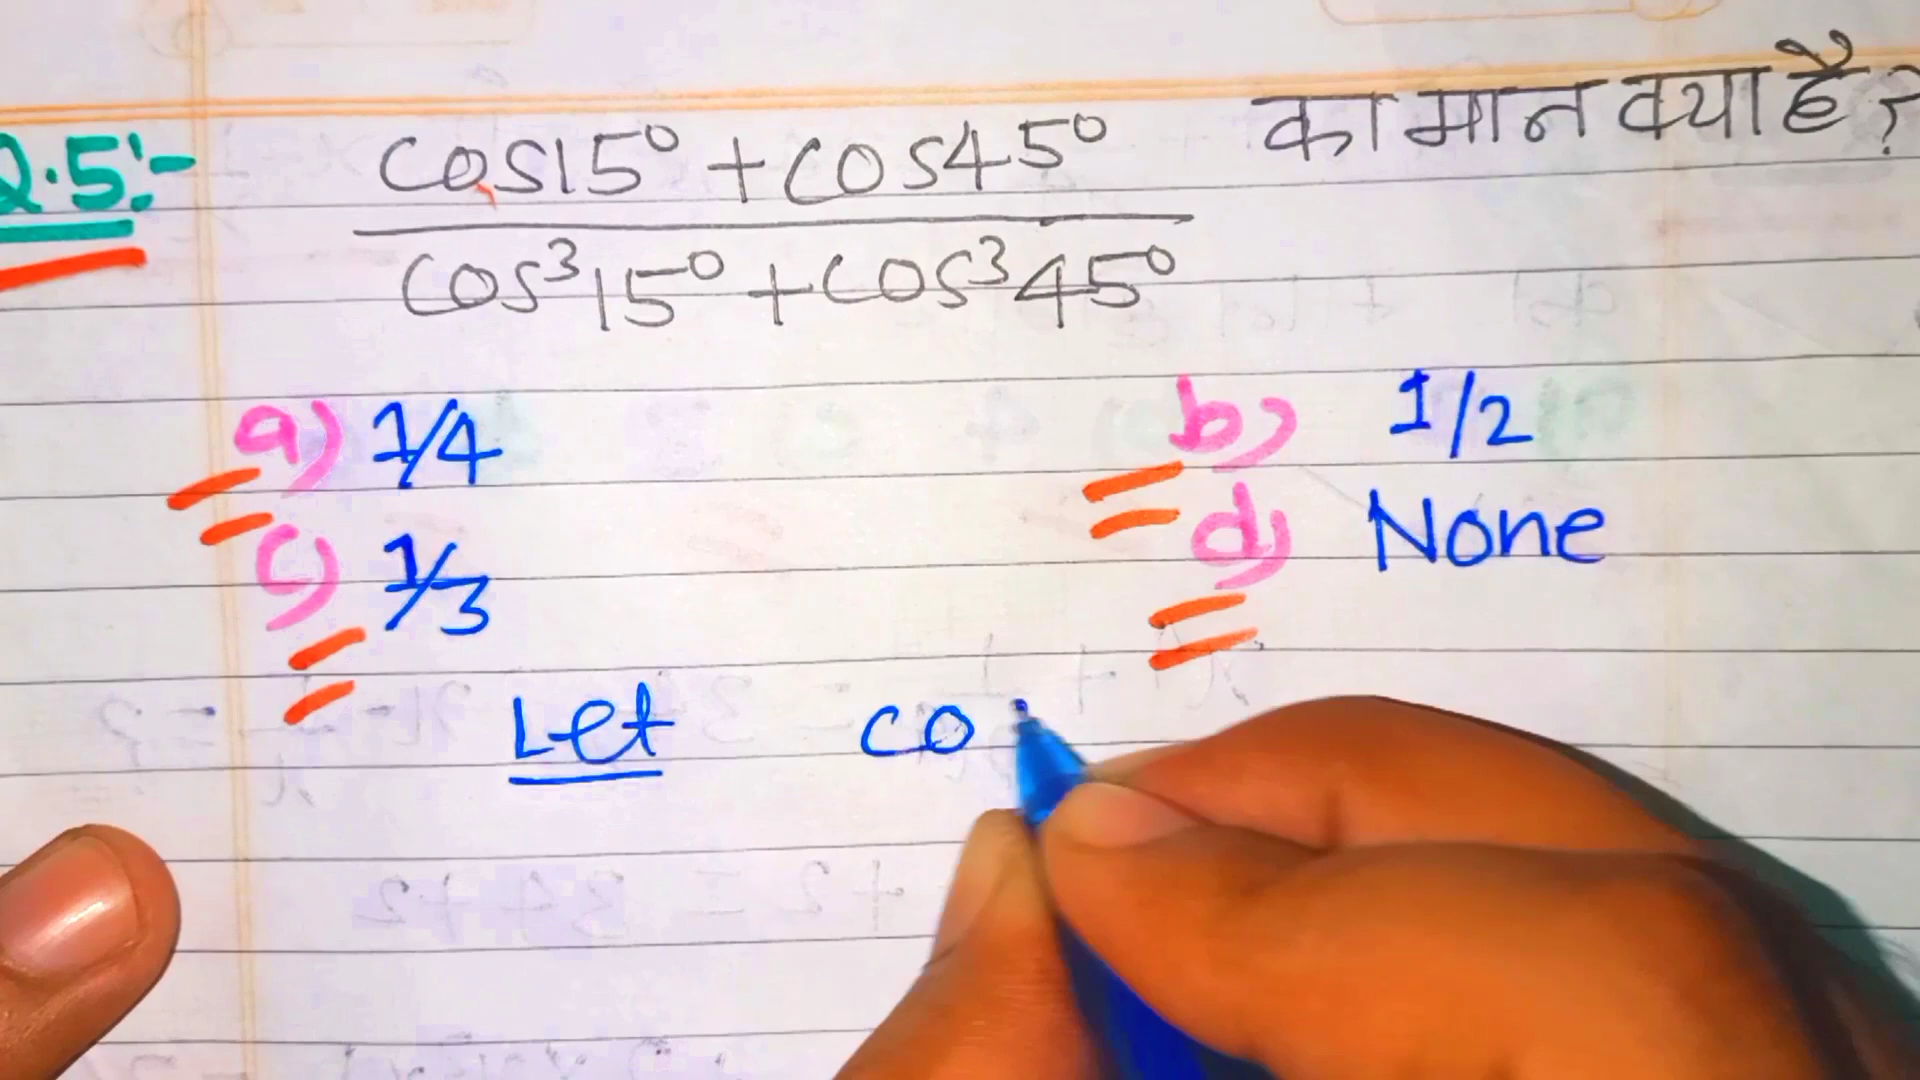 Q.5:- cos15° + cos45° का मान क्या है?
cos³15° + cos³45°
a) 1/4 b) 1/2
c) 1/3 d) None
Let co